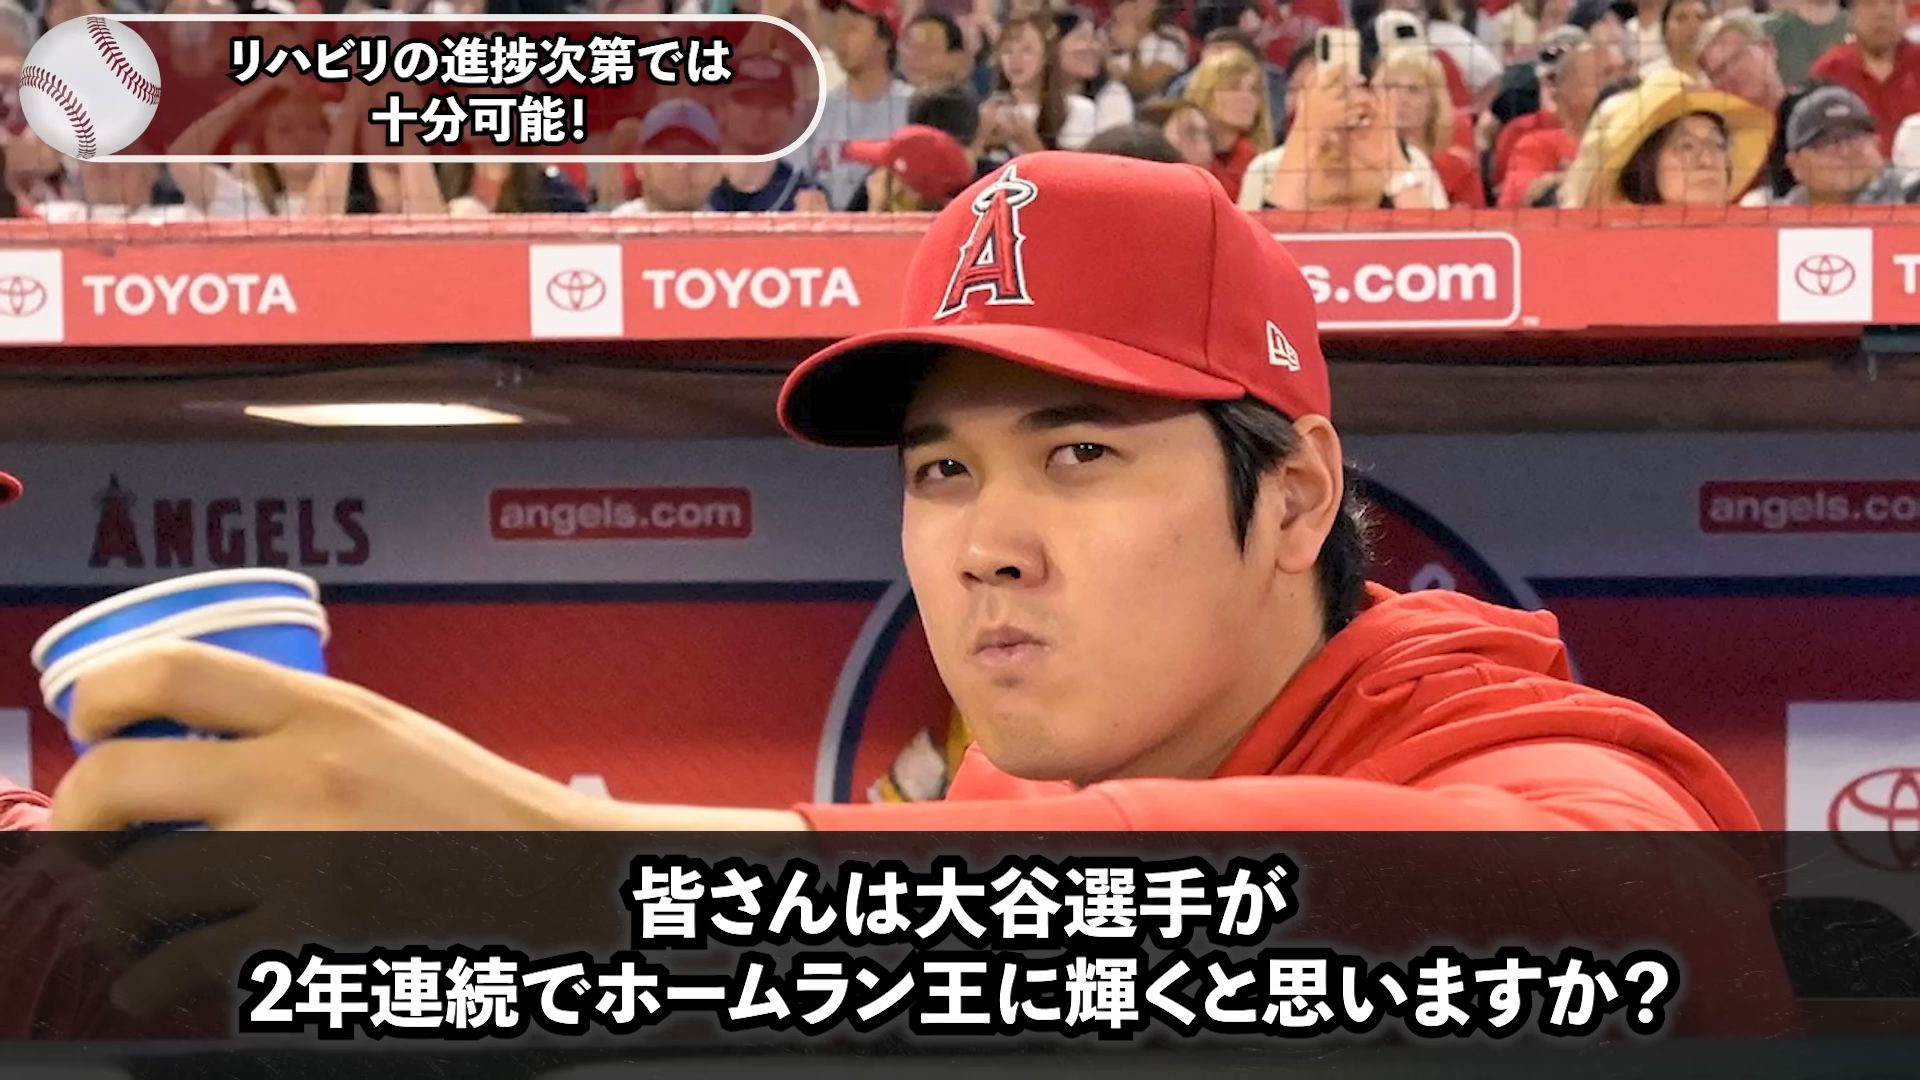 リハビリの進捗次第では
十分可能!
TOYOTA
TOYOTA
s.com
T
ANGELS
angels.com
angels.co
皆さんは大谷選手が
2年連続でホームラン王に輝くと思いますか?